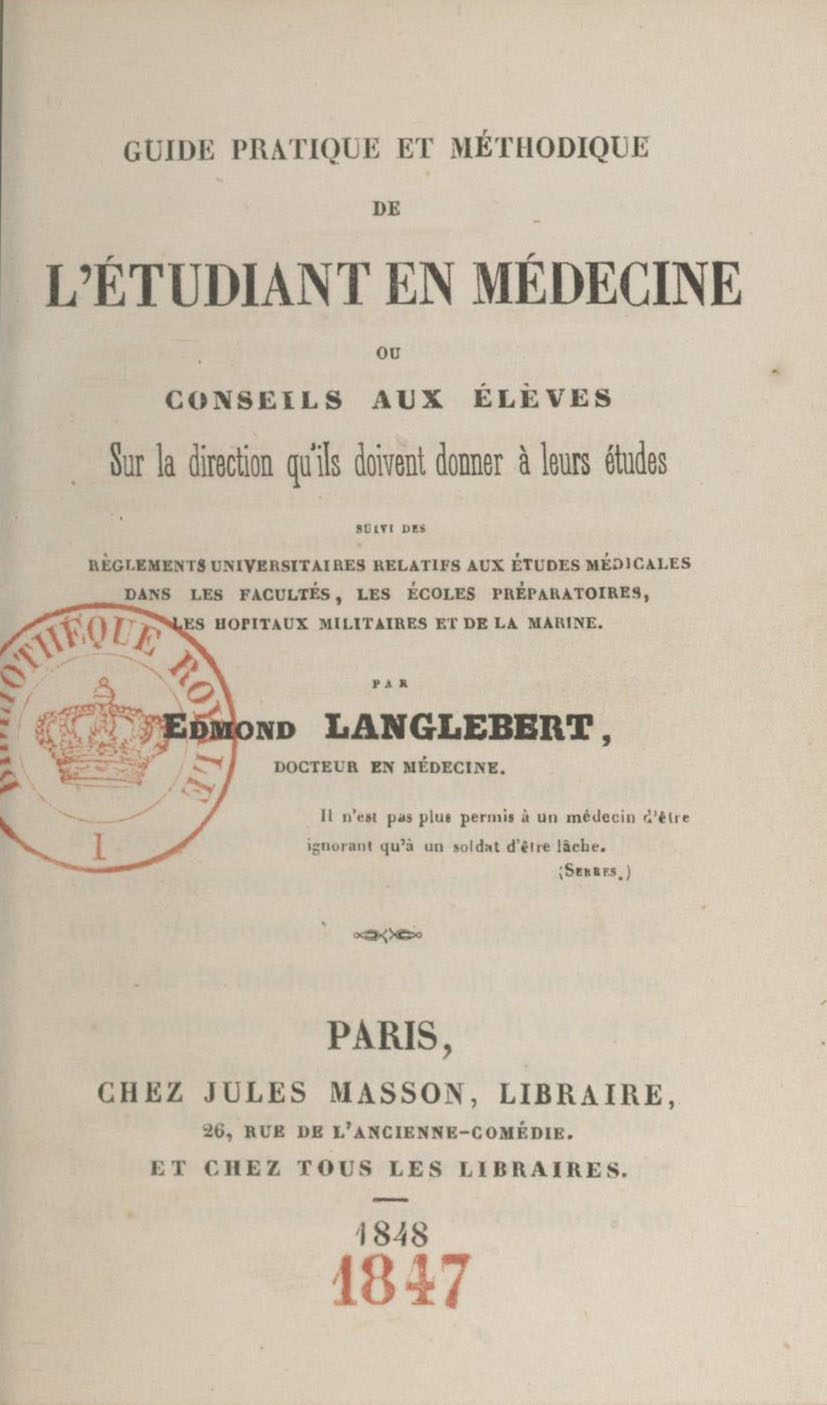 GUIDE PRATIQUE ET MÉTHODIQUE
DE
L'ÉTUDIANT EN MÉDECINE
OU
CONSEILS AUX ÉLÈVES
Sur la direction qu'ils doivent donner à leurs études
SUIVI DES
RÈGLEMENTS UNIVERSITAIRES RELATIFS AUX ÉTUDES MÉDICALES
DANS LES FACULTÉS, LES ÉCOLES PRÉPARATOIRES,
LES HOPITAUX MILITAIRES ET DE LA MARINE.
PAR
EDMOND LANGLEBERT,
DOCTEUR EN MÉDECINE.
Il n'est pas plus permis à un médecin d'être
ignorant qu'à un soldat d'être lâche.
(SERRES.)
PARIS,
CHEZ JULES MASSON, LIBRAIRE,
26, RUE DE L'ANCIENNE-COMÉDIE.
ET CHEZ TOUS LES LIBRAIRES.
1848
1847
ROYALE
I